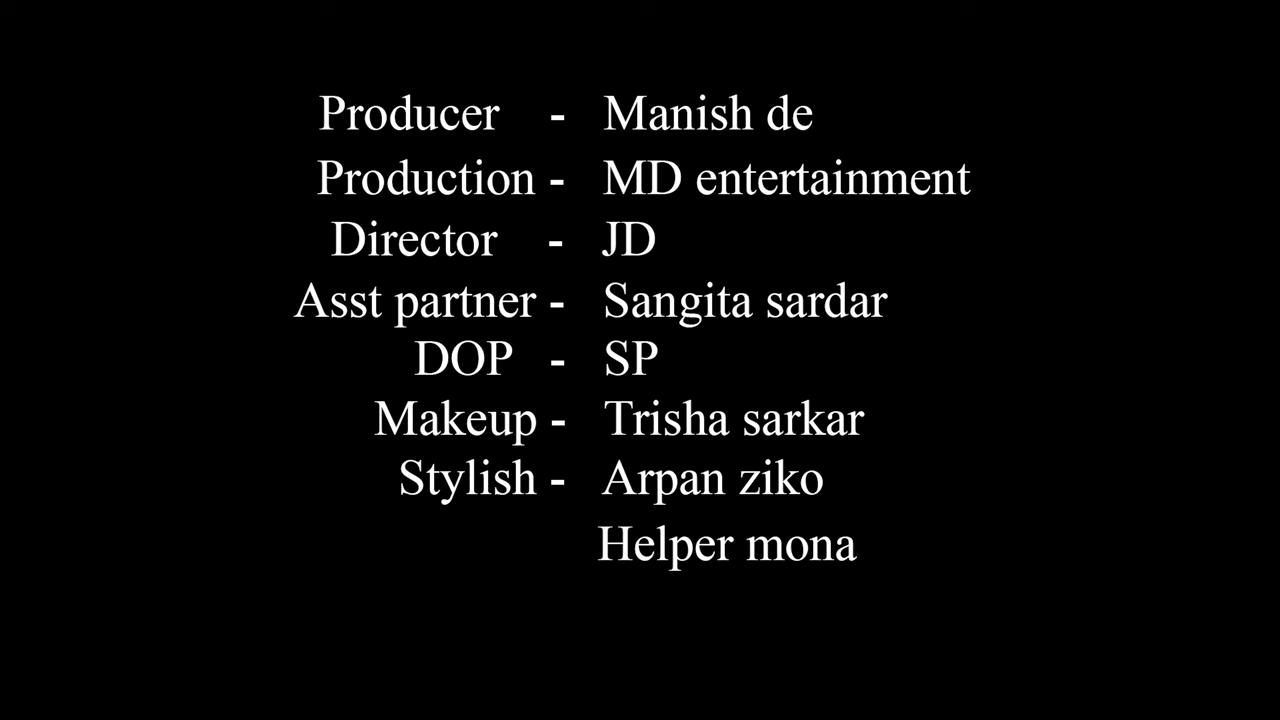 Producer - Manish de
Production - MD entertainment
Director - JD
Asst partner - Sangita sardar
DOP - SP
Makeup - Trisha sarkar
Stylish - Arpan ziko
Helper mona